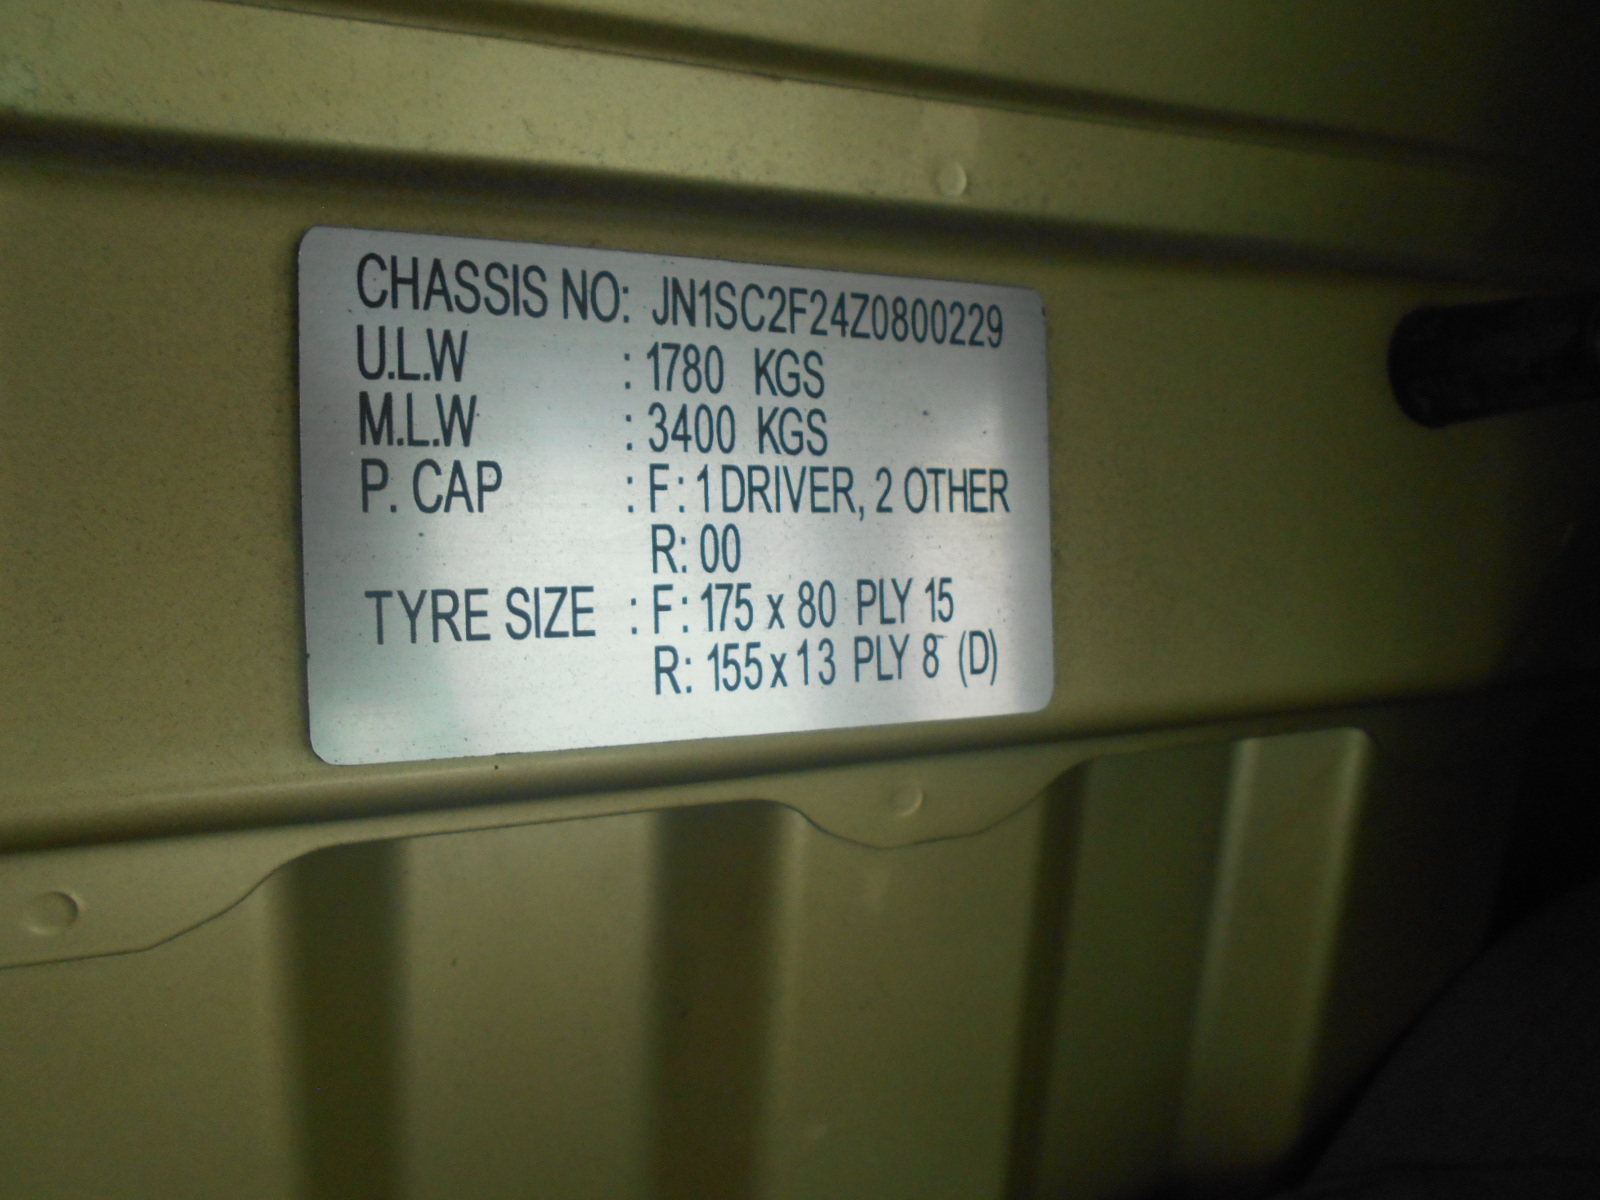 CHASSIS NO: JN1SC2F24Z0800229
U.L.W : 1780 KGS
M.L.W : 3400 KGS
P. CAP : F: 1 DRIVER, 2 OTHER
R: 00
TYRE SIZE : F: 175 x 80 PLY 15
R: 155 x 13 PLY 8 (D)